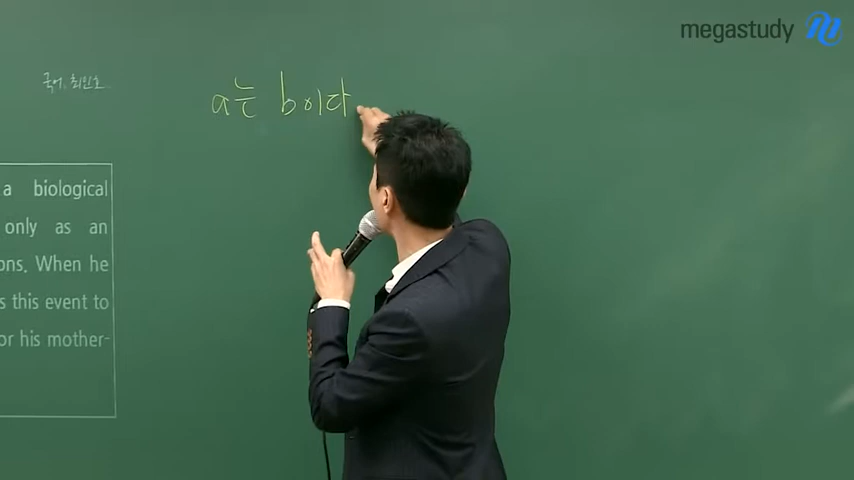 megastudy
국어. 최인호.
a는 b이다
a biological
only as an
ons, When he
s this event to
or his mother-